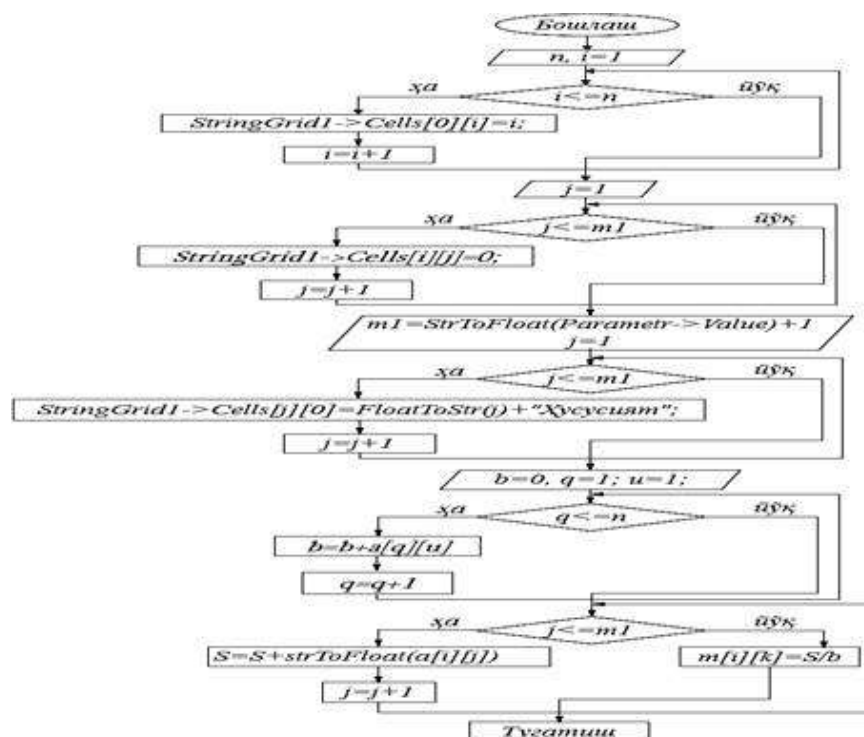 Бошлаш
n, i=1
ҳа йўқ
i<=n
StringGrid1->Cells[0][i]=i;
i=i+1
j=1
ҳа йўқ
j<=m1
StringGrid1->Cells[i][j]=0;
j=j+1
m1=StrToFloat(Parametr->Value)+1
j=1
ҳа йўқ
j<=m1
StringGrid1->Cells[j][0]=FloatToStr(j)+"Хусусият";
j=j+1
b=0, q=1; u=1;
ҳа йўқ
q<=n
b=b+a[q][u]
q=q+1
ҳа йўқ
j<=m1
S=S+strToFloat(a[i][j]) m[i][k]=S/b
j=j+1
Тугатиш